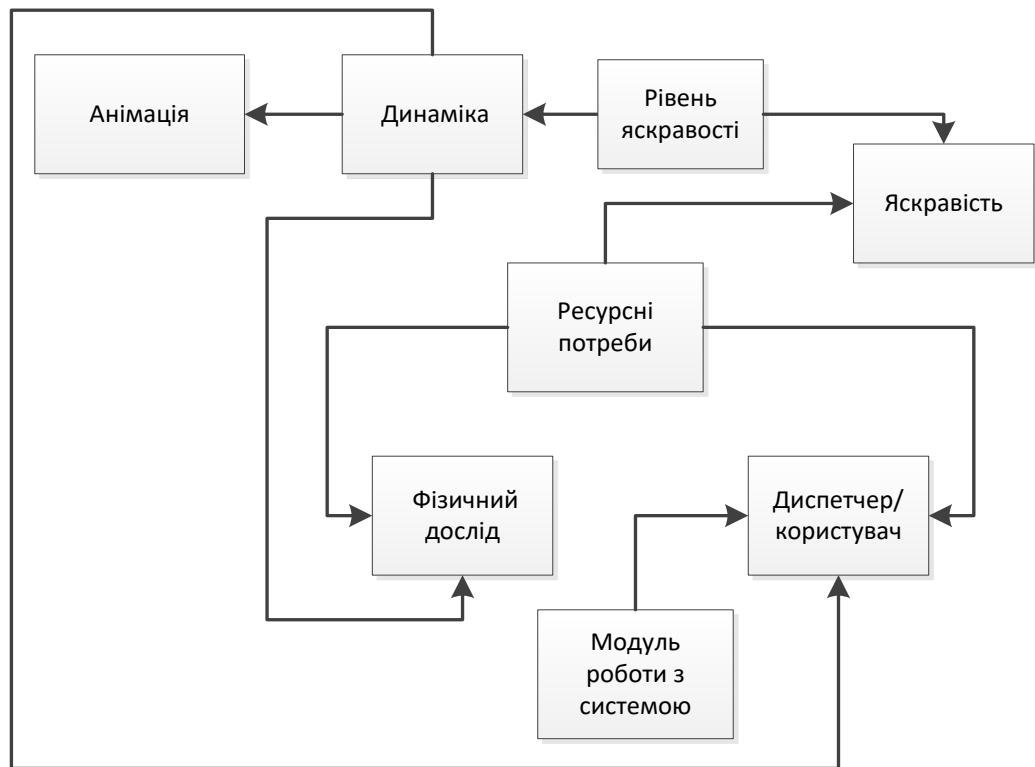 Анімація
Динаміка
Рівень
яскравості
Яскравість
Ресурсні
потреби
Фізичний
дослід
Диспетчер/
користувач
Модуль
роботи з
системою